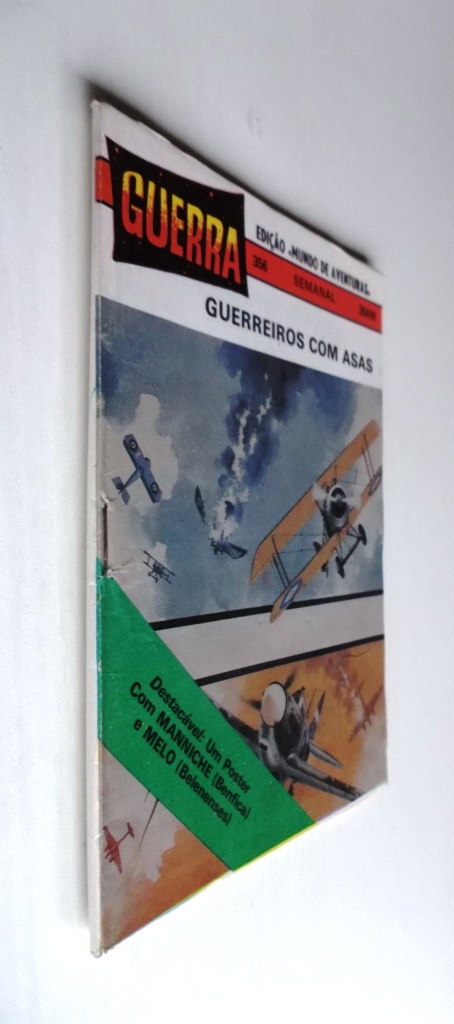 GUERRA
EDIÇÃO «MUNDO DE AVENTURAS»
356 SEMANAL
GUERREIROS COM ASAS
Destacável: Um Poster
Com MANNICHE (Benfica)
e MELO (Belenenses)